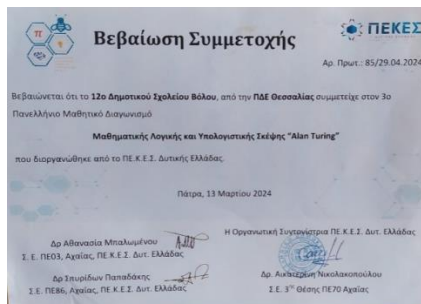 Βεβαίωση Συμμετοχής
ΠΕΚΕΣ
Αρ. Πρωτ.: 85/29.04.2024
Βεβαιώνεται ότι το 12ο Δημοτικού Σχολείου Βόλου, από την ΠΔΕ Θεσσαλίας συμμετείχε στον 3ο
Πανελλήνιο Μαθητικό Διαγωνισμό
Μαθηματικής Λογικής και Υπολογιστικής Σκέψης "Alan Turing"
που διοργανώθηκε από το ΠΕ.Κ.Ε.Σ. Δυτικής Ελλάδας.
Πάτρα, 13 Μαρτίου 2024
Η Οργανωτική Συντονίστρια ΠΕ.Κ.Ε.Σ. Δυτ. Ελλάδας
Δρ Αθανασία Μπαλωμένου
Σ. Ε. ΠΕ03, Αχαΐας, ΠΕ.Κ.Ε.Σ. Δυτ. Ελλάδας
Δρ Σπυρίδων Παπαδάκης
Σ.Ε. ΠΕ86, Αχαΐας, ΠΕ.Κ.Ε.Σ. Δυτ. Ελλάδας
Δρ. Αικατερίνη Νικολακοπούλου
Σ.Ε. 3ης Θέσης ΠΕ70 Αχαΐας